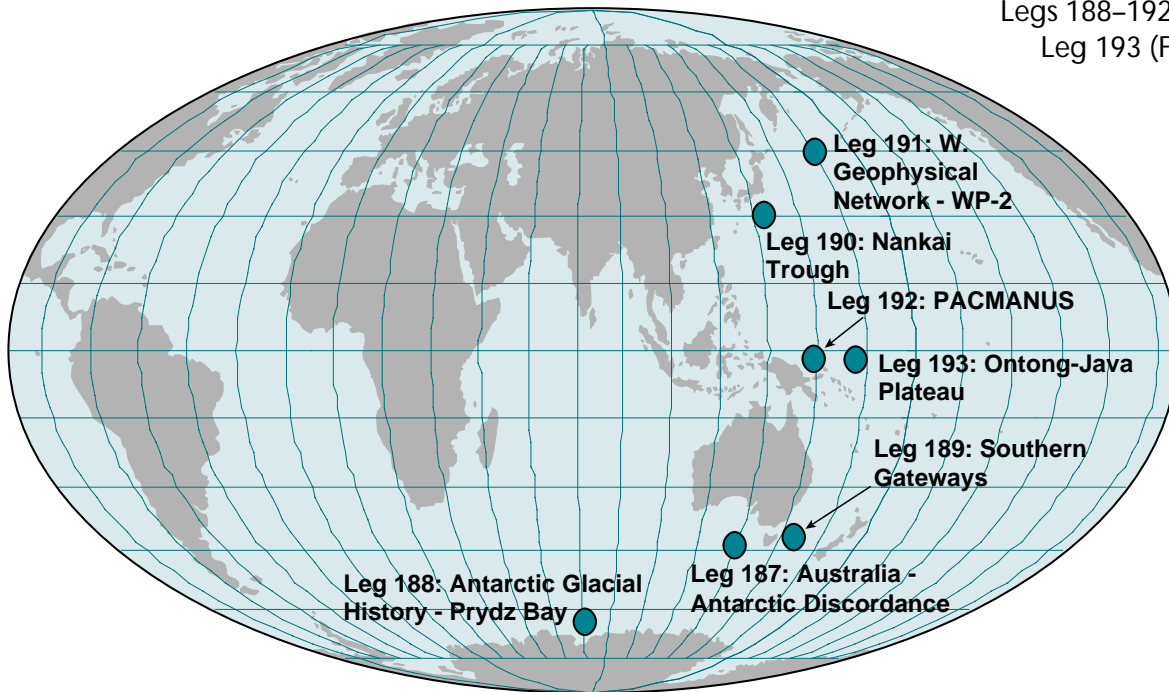 Legs 188–192
Leg 193 (F
Leg 191: W.
Geophysical
Network - WP-2
Leg 190: Nankai
Trough
Leg 192: PACMANUS
Leg 193: Ontong-Java
Plateau
Leg 189: Southern
Gateways
Leg 187: Australia -
Antarctic Discordance
Leg 188: Antarctic Glacial
History - Prydz Bay